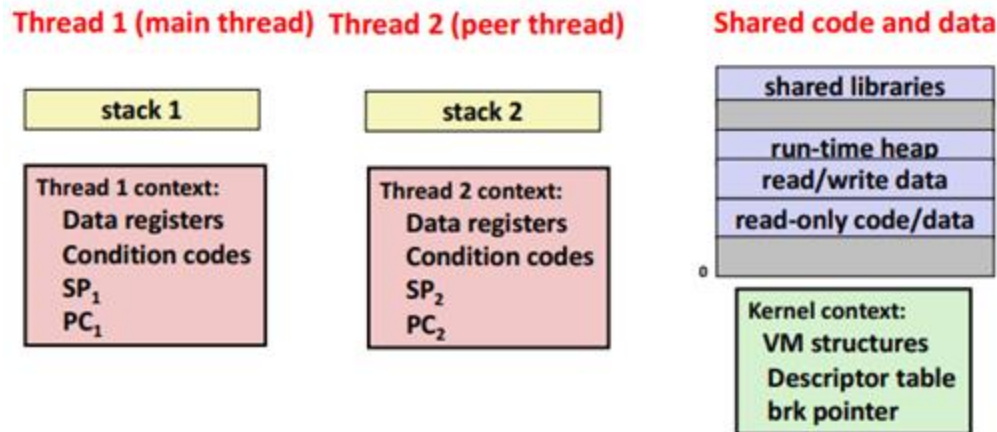 Thread 1 (main thread)
Thread 2 (peer thread)
Shared code and data
stack 1
Thread 1 context:
Data registers
Condition codes
SP₁
PC₁
stack 2
Thread 2 context:
Data registers
Condition codes
SP₂
PC₂
shared libraries
run-time heap
read/write data
read-only code/data
0
Kernel context:
VM structures
Descriptor table
brk pointer